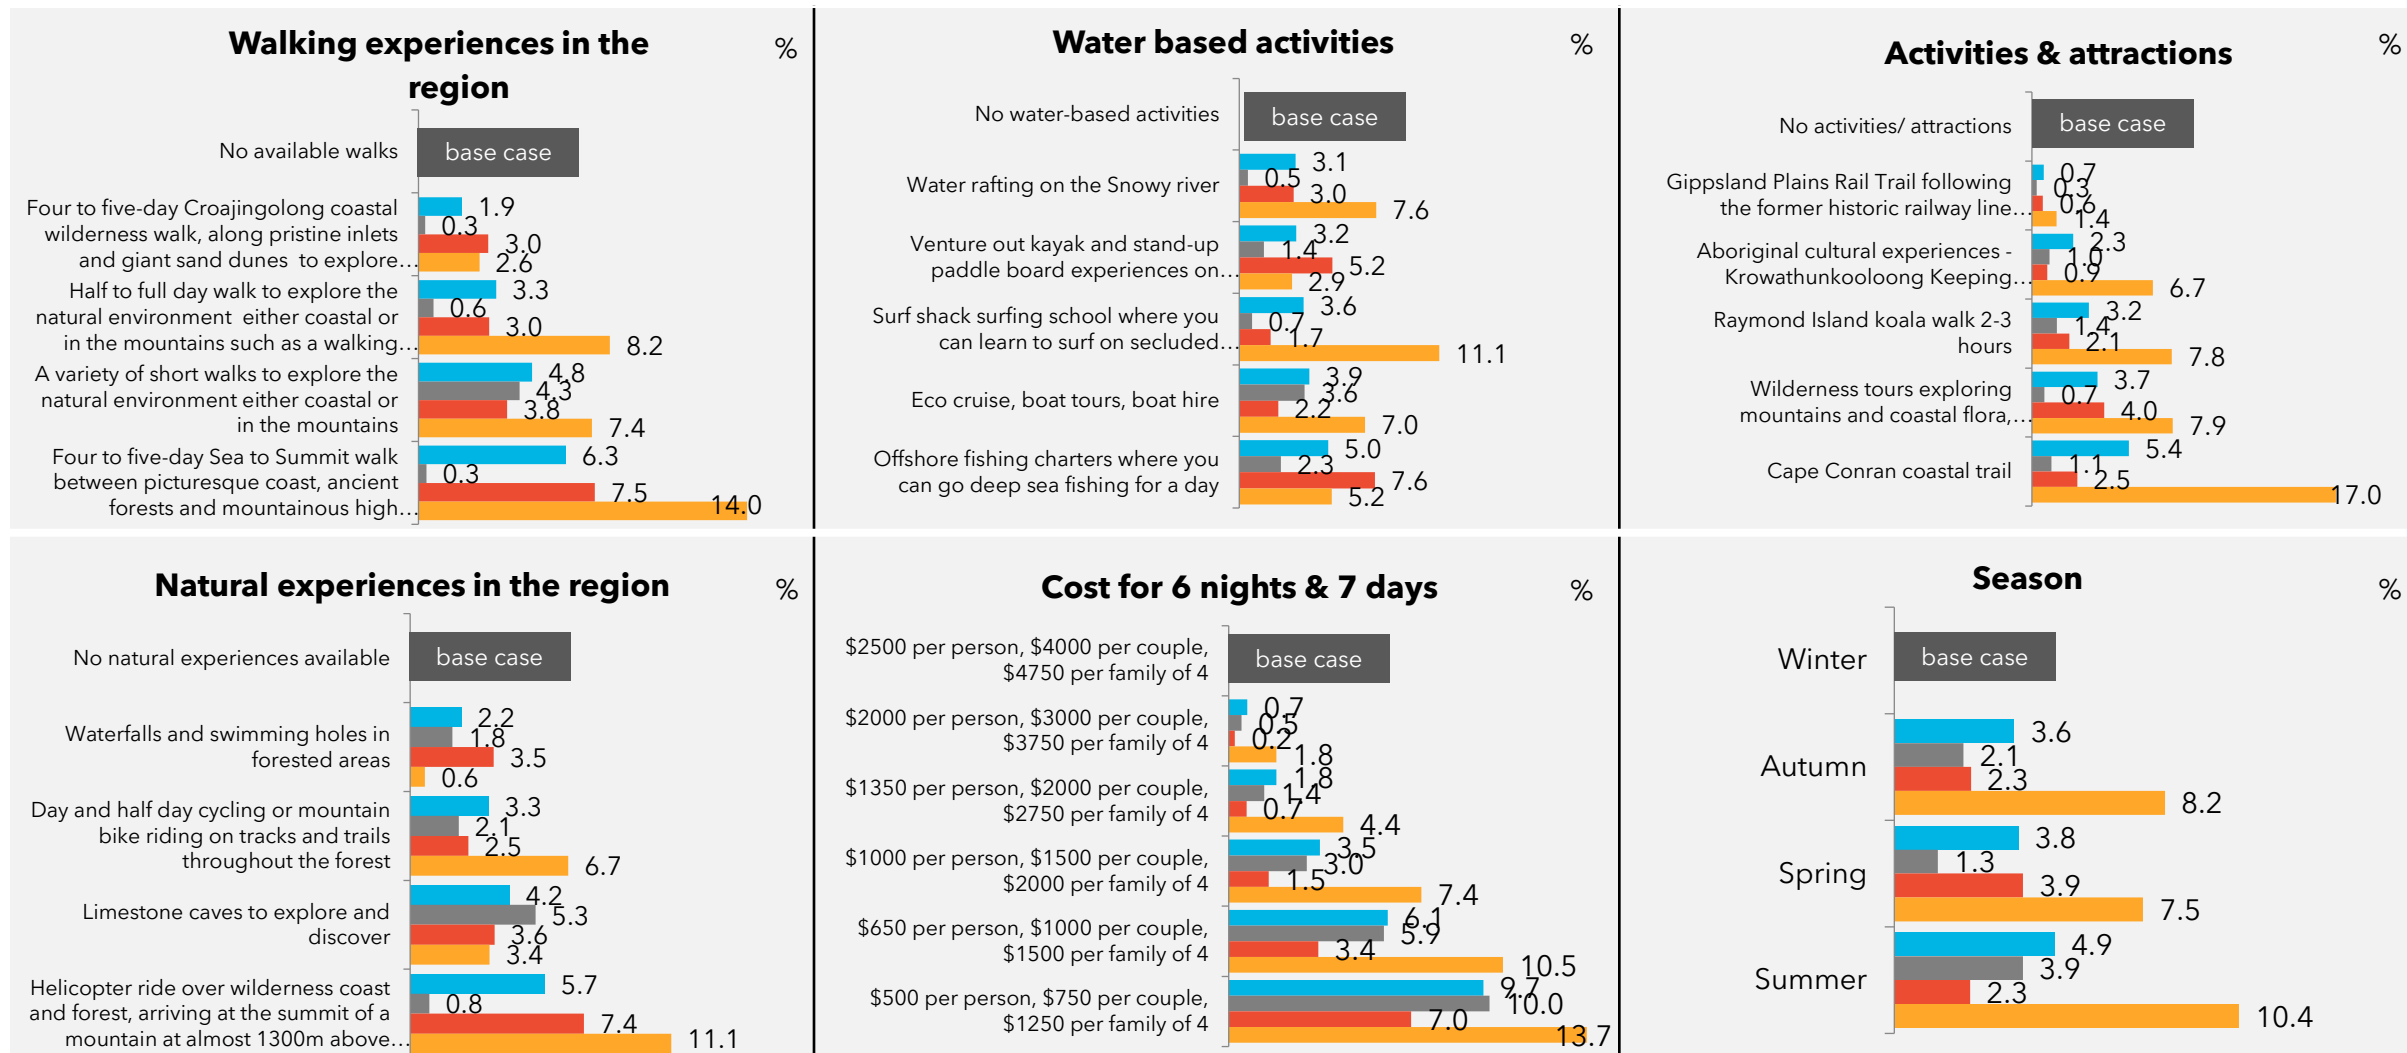 Walking experiences in the
region
%
No available walks
base case
Four to five-day Croajingolong coastal
wilderness walk, along pristine inlets
and giant sand dunes  to explore…
1.9
0.3
3.0
2.6
Half to full day walk to explore the
natural environment  either coastal or
in the mountains such as a walking…
3.3
0.6
3.0
8.2
A variety of short walks to explore the
natural environment either coastal or
in the mountains
4.8
4.3
3.8
7.4
Four to five-day Sea to Summit walk
between picturesque coast, ancient
forests and mountainous high…
6.3
0.3
7.5
14.0
Water based activities
%
No water-based activities
base case
Water rafting on the Snowy river
3.1
0.5
3.0
7.6
Venture out kayak and stand-up
paddle board experiences on…
3.2
1.4
5.2
2.9
Surf shack surfing school where you
can learn to surf on secluded…
3.6
0.7
1.7
11.1
Eco cruise, boat tours, boat hire
3.9
3.6
2.2
7.0
Offshore fishing charters where you
can go deep sea fishing for a day
5.0
2.3
7.6
5.2
Activities & attractions
%
No activities/ attractions
base case
Gippsland Plains Rail Trail following
the former historic railway line…
0.7
0.3
0.6
1.4
Aboriginal cultural experiences -
Krowathunkooloong Keeping…
2.3
1.0
0.9
6.7
Raymond Island koala walk 2-3
hours
3.2
1.4
2.1
7.8
Wilderness tours exploring
mountains and coastal flora,…
3.7
0.7
4.0
7.9
Cape Conran coastal trail
5.4
1.1
2.5
17.0
Natural experiences in the region
%
No natural experiences available
base case
Waterfalls and swimming holes in
forested areas
2.2
1.8
3.5
0.6
Day and half day cycling or mountain
bike riding on tracks and trails
throughout the forest
3.3
2.1
2.5
6.7
Limestone caves to explore and
discover
4.2
5.3
3.6
3.4
Helicopter ride over wilderness coast
and forest, arriving at the summit of a
mountain at almost 1300m above…
5.7
0.8
7.4
11.1
Cost for 6 nights & 7 days
%
$2500 per person, $4000 per couple,
$4750 per family of 4
base case
$2000 per person, $3000 per couple,
$3750 per family of 4
0.7
0.5
0.2
1.8
$1350 per person, $2000 per couple,
$2750 per family of 4
1.8
1.4
0.7
4.4
$1000 per person, $1500 per couple,
$2000 per family of 4
3.5
3.0
1.5
7.4
$650 per person, $1000 per couple,
$1500 per family of 4
6.1
5.9
3.4
10.5
$500 per person, $750 per couple,
$1250 per family of 4
9.7
10.0
7.0
13.7
Season
%
Winter
base case
Autumn
3.6
2.1
2.3
8.2
Spring
3.8
1.3
3.9
7.5
Summer
4.9
3.9
2.3
10.4